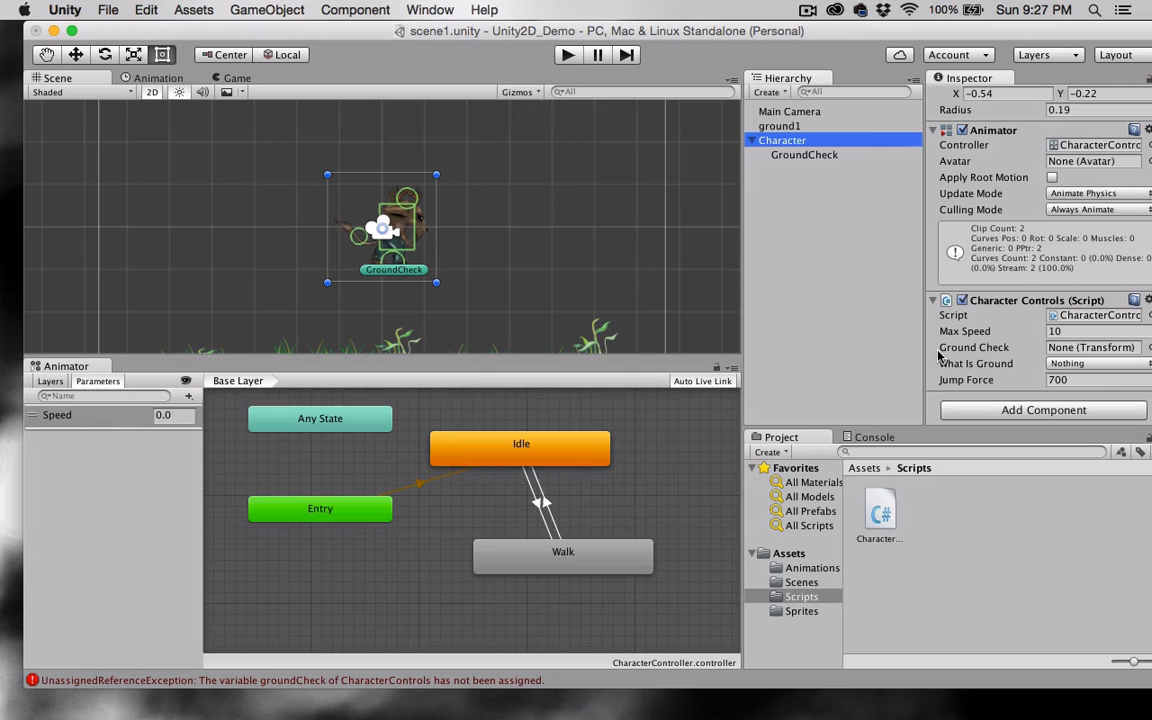 Unity File Edit Assets GameObject Component Window Help 100% Sun 9:27 PM
scene1.unity - Unity2D_Demo - PC, Mac & Linux Standalone (Personal)
Center Local Account Layers Layout
Scene Animation Game
Shaded 2D Gizmos All
GroundCheck
Animator
Layers Parameters Base Layer Auto Live Link
Name
Speed 0.0
Any State
Idle
Entry
Walk
CharacterController.controller
Hierarchy
Create All
Main Camera
ground1
Character
GroundCheck
Inspector
X -0.54 Y -0.22
Radius 0.19
Animator
Controller CharacterContro
Avatar None (Avatar)
Apply Root Motion
Update Mode Animate Physics
Culling Mode Always Animate
Clip Count: 2
Curves Pos: 0 Rot: 0 Scale: 0 Muscles: 0
Generic: 0 PPtr: 2
Curves Count: 2 Constant: 0 (0.0%) Dense: 0
(0.0%) Stream: 2 (100.0%)
Character Controls (Script)
Script CharacterContro
Max Speed 10
Ground Check None (Transform)
What Is Ground Nothing
Jump Force 700
Add Component
Project Console
Create
Favorites
All Materials
All Models
All Prefabs
All Scripts
Assets
Animations
Scenes
Scripts
Sprites
Assets Scripts
C#
Character...
UnassignedReferenceException: The variable groundCheck of CharacterControls has not been assigned.